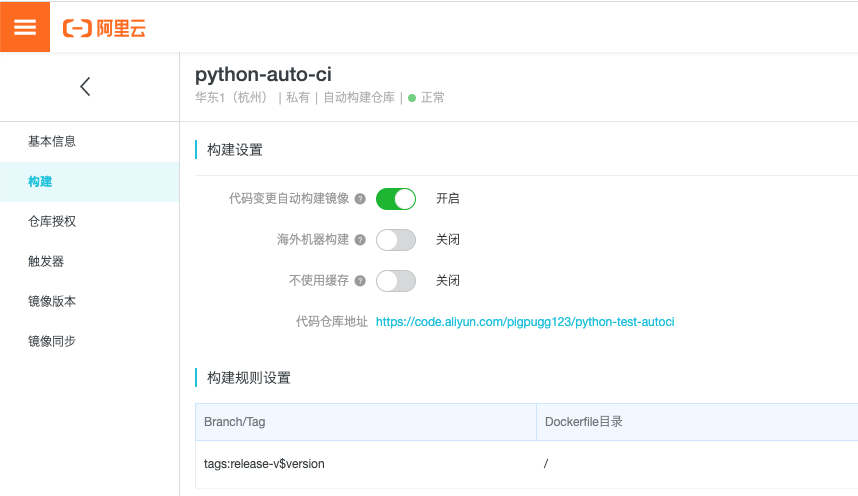 阿里云
python-auto-ci
华东1（杭州） | 私有 | 自动构建仓库 | 正常
基本信息
构建
仓库授权
触发器
镜像版本
镜像同步
构建设置
代码变更自动构建镜像 ? 开启
海外机器构建 ? 关闭
不使用缓存 ? 关闭
代码仓库地址 https://code.aliyun.com/pigpugg123/python-test-autoci
构建规则设置
Branch/Tag Dockerfile目录
tags:release-v$version /